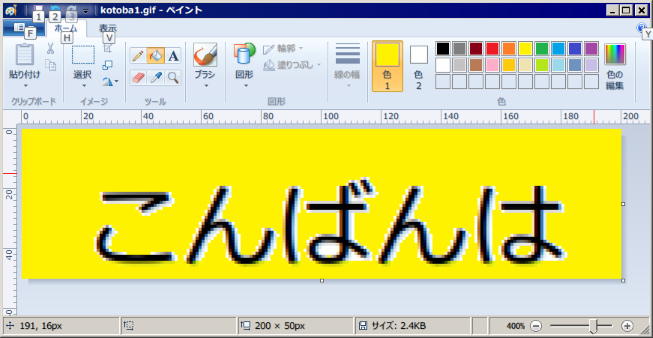 kotoba1.gif - ペイント
1 2 3
F ホーム 表示
H V Y
貼り付け 選択 ブラシ 図形 輪郭 線の幅 色 1 色 2 色の編集
塗りつぶし
クリップボード イメージ ツール 図形 色
0 20 40 60 80 100 120 140 160 180 200
0
20
40
こんばんは
191, 16px 200 × 50px サイズ: 2.4KB 400%